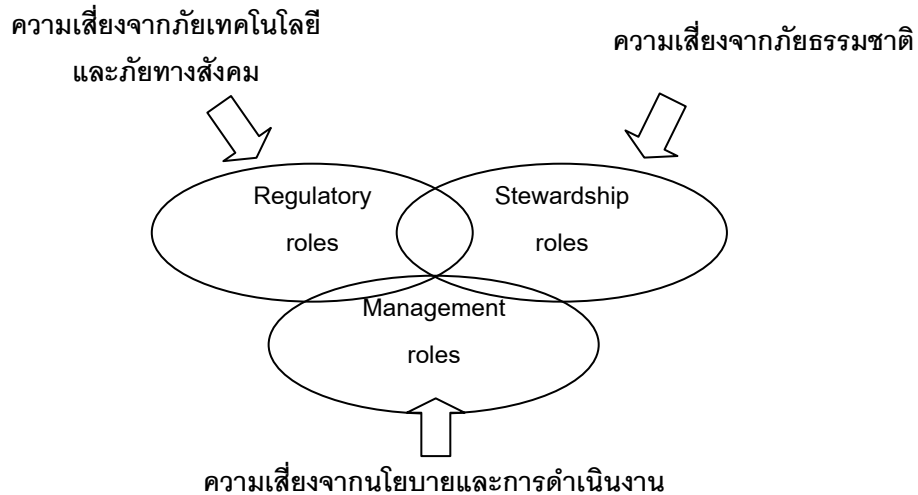 ความเสี่ยงจากภัยเทคโนโลยี
และภัยทางสังคม
ความเสี่ยงจากภัยธรรมชาติ
Regulatory
roles
Stewardship
roles
Management
roles
ความเสี่ยงจากนโยบายและการดำเนินงาน